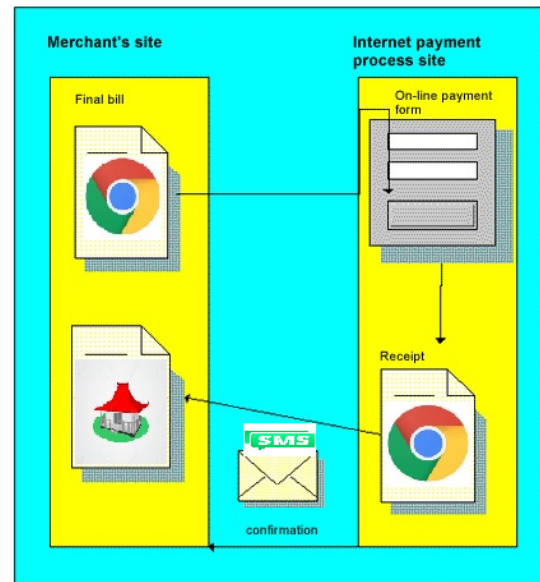 Merchant's site
Internet payment
process site
Final bill
On-line payment
form
Receipt
SMS
confirmation